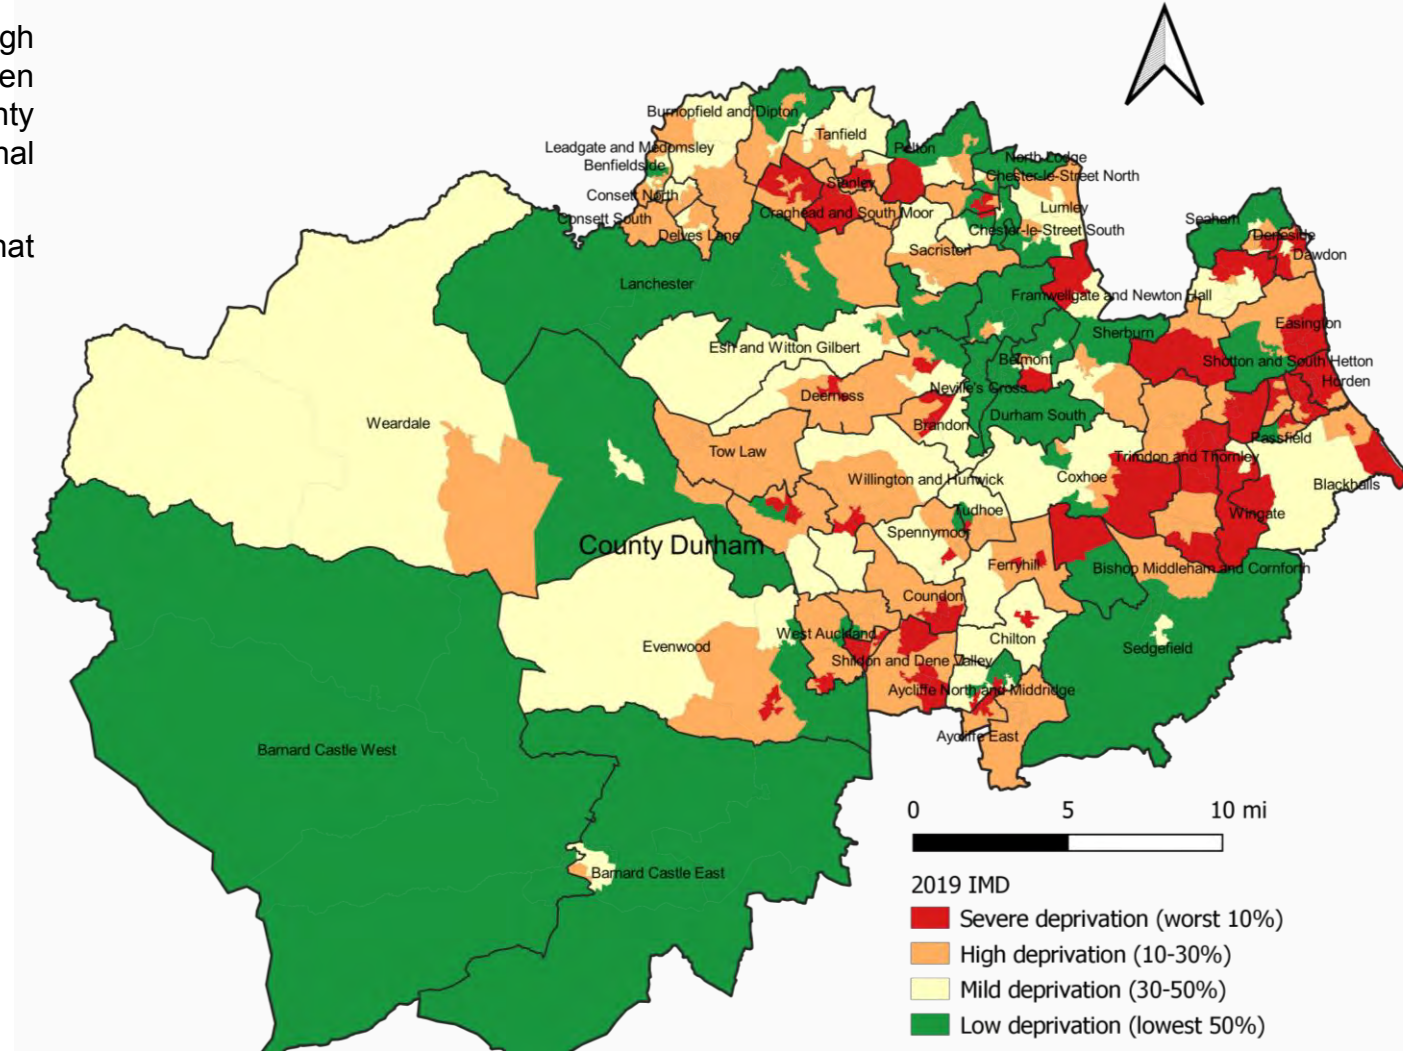 gh
en
nty
nal
hat
Burnopfield and Dipton
Tanfield
Leadgate and Medomsley
Pelton
North Lodge
Benfieldside
Chester-le-Street North
Stanley
Consett North
Lumley
Consett South
Craghead and South Moor
Seaham
Delves Lane
Chester-le-Street South
Deneside
Sacriston
Dawdon
Lanchester
Framwellgate and Newton Hall
Easington
Sherburn
Esh and Witton Gilbert
Belmont
Shotton and South Hetton
Horden
Neville's Cross
Deerness
Durham South
Weardale
Brandon
Passfield
Tow Law
Trimdon and Thornley
Willington and Hunwick
Coxhoe
Blackhalls
Tudhoe
Wingate
Spennymoor
County Durham
Ferryhill
Bishop Middleham and Cornforth
Coundon
West Auckland
Chilton
Evenwood
Sedgefield
Shildon and Dene Valley
Aycliffe North and Middridge
Aycliffe East
Barnard Castle West
0 5 10 mi
Barnard Castle East
2019 IMD
Severe deprivation (worst 10%)
High deprivation (10-30%)
Mild deprivation (30-50%)
Low deprivation (lowest 50%)